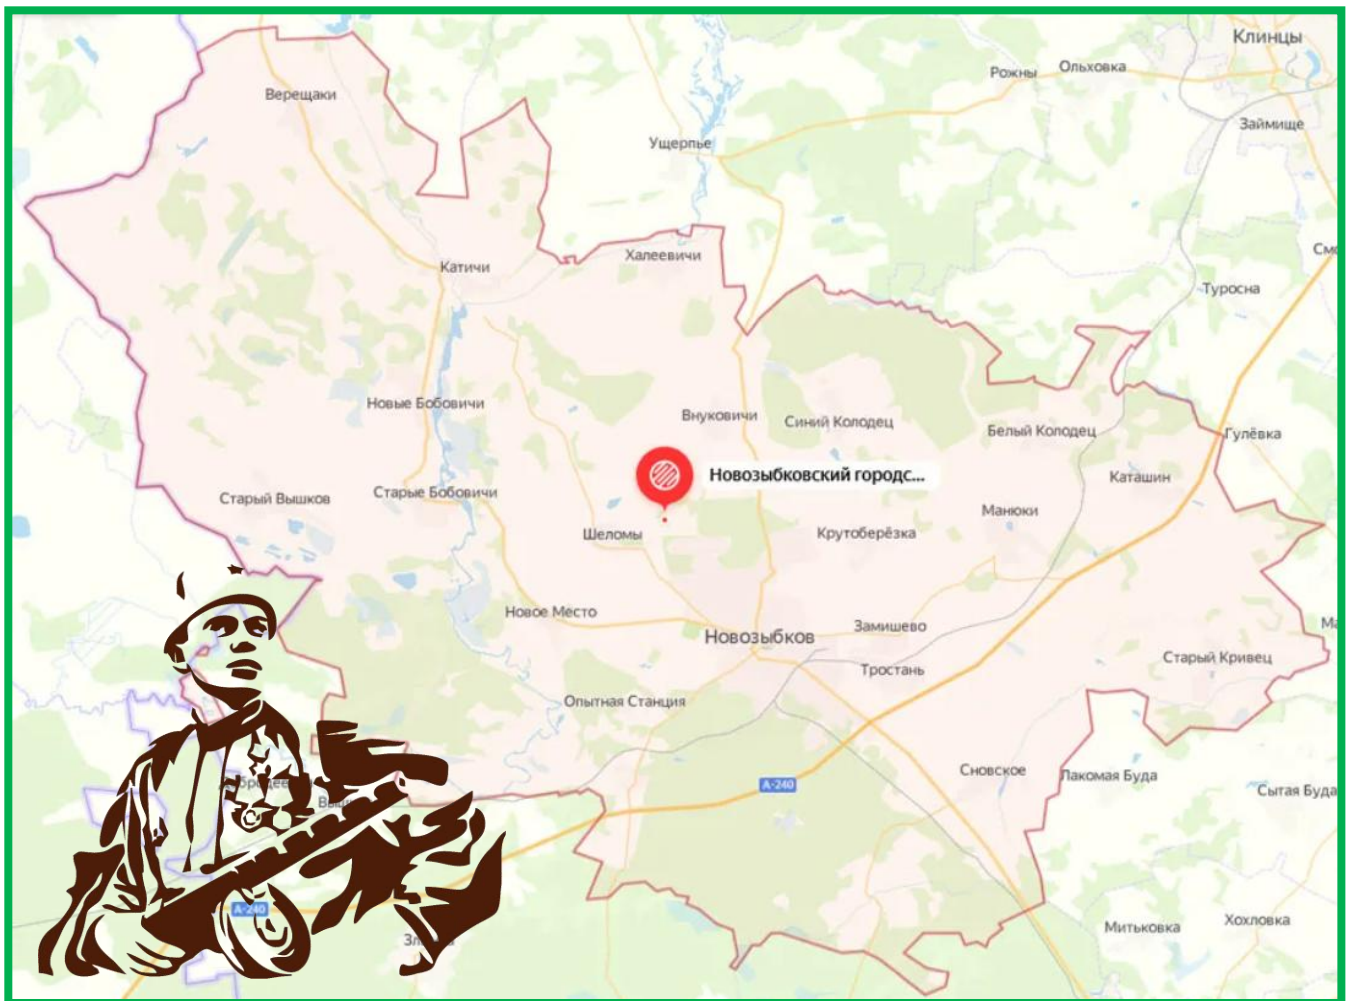 Клинцы
Рожны
Ольховка
Верещаки
Займище
Ущерпье
Халеевичи
Катичи
Туросна
Новые Бобовичи
Внуковичи
Синий Колодец
Белый Колодец
Гулёвка
Новозыбковский городс...
Каташин
Старый Вышков
Старые Бобовичи
Манюки
Шеломы
Крутоберёзка
Новое Место
Замишево
Новозыбков
Старый Кривец
Тростань
Опытная Станция
Сновское
Лакомая Буда
А-240
Сытая Буда
А-240
Хохловка
Митьковка